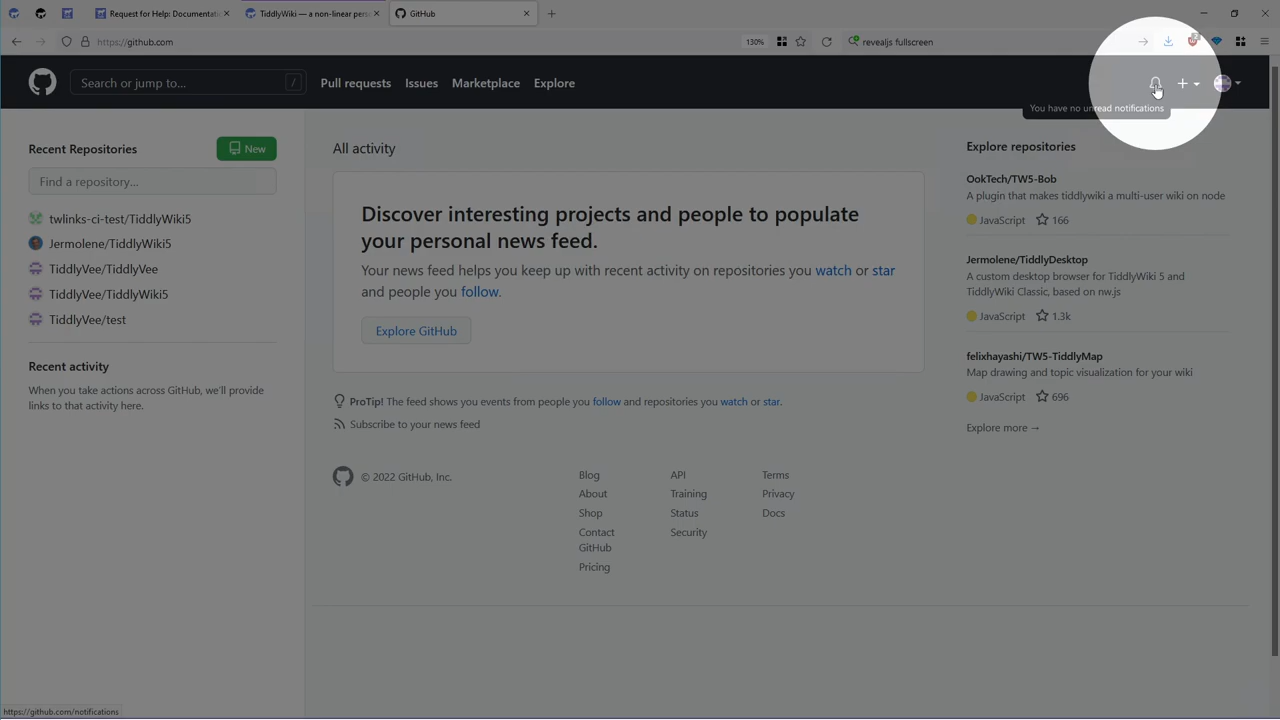 Request for Help: Documentati
TiddlyWiki — a non-linear pers
GitHub
https://github.com
130%
revealjs fullscreen
Search or jump to...
/
Pull requests
Issues
Marketplace
Explore
You have no unread notifications
Recent Repositories
New
Find a repository...
twlinks-ci-test/TiddlyWiki5
Jermolene/TiddlyWiki5
TiddlyVee/TiddlyVee
TiddlyVee/TiddlyWiki5
TiddlyVee/test
Recent activity
When you take actions across GitHub, we'll provide
links to that activity here.
All activity
Discover interesting projects and people to populate
your personal news feed.
Your news feed helps you keep up with recent activity on repositories you watch or star
and people you follow.
Explore GitHub
ProTip! The feed shows you events from people you follow and repositories you watch or star.
Subscribe to your news feed
© 2022 GitHub, Inc.
Blog
About
Shop
Contact
GitHub
Pricing
API
Training
Status
Security
Terms
Privacy
Docs
Explore repositories
OokTech/TW5-Bob
A plugin that makes tiddlywiki a multi-user wiki on node
JavaScript 166
Jermolene/TiddlyDesktop
A custom desktop browser for TiddlyWiki 5 and
TiddlyWiki Classic, based on nw.js
JavaScript 1.3k
felixhayashi/TW5-TiddlyMap
Map drawing and topic visualization for your wiki
JavaScript 696
Explore more →
https://github.com/notifications